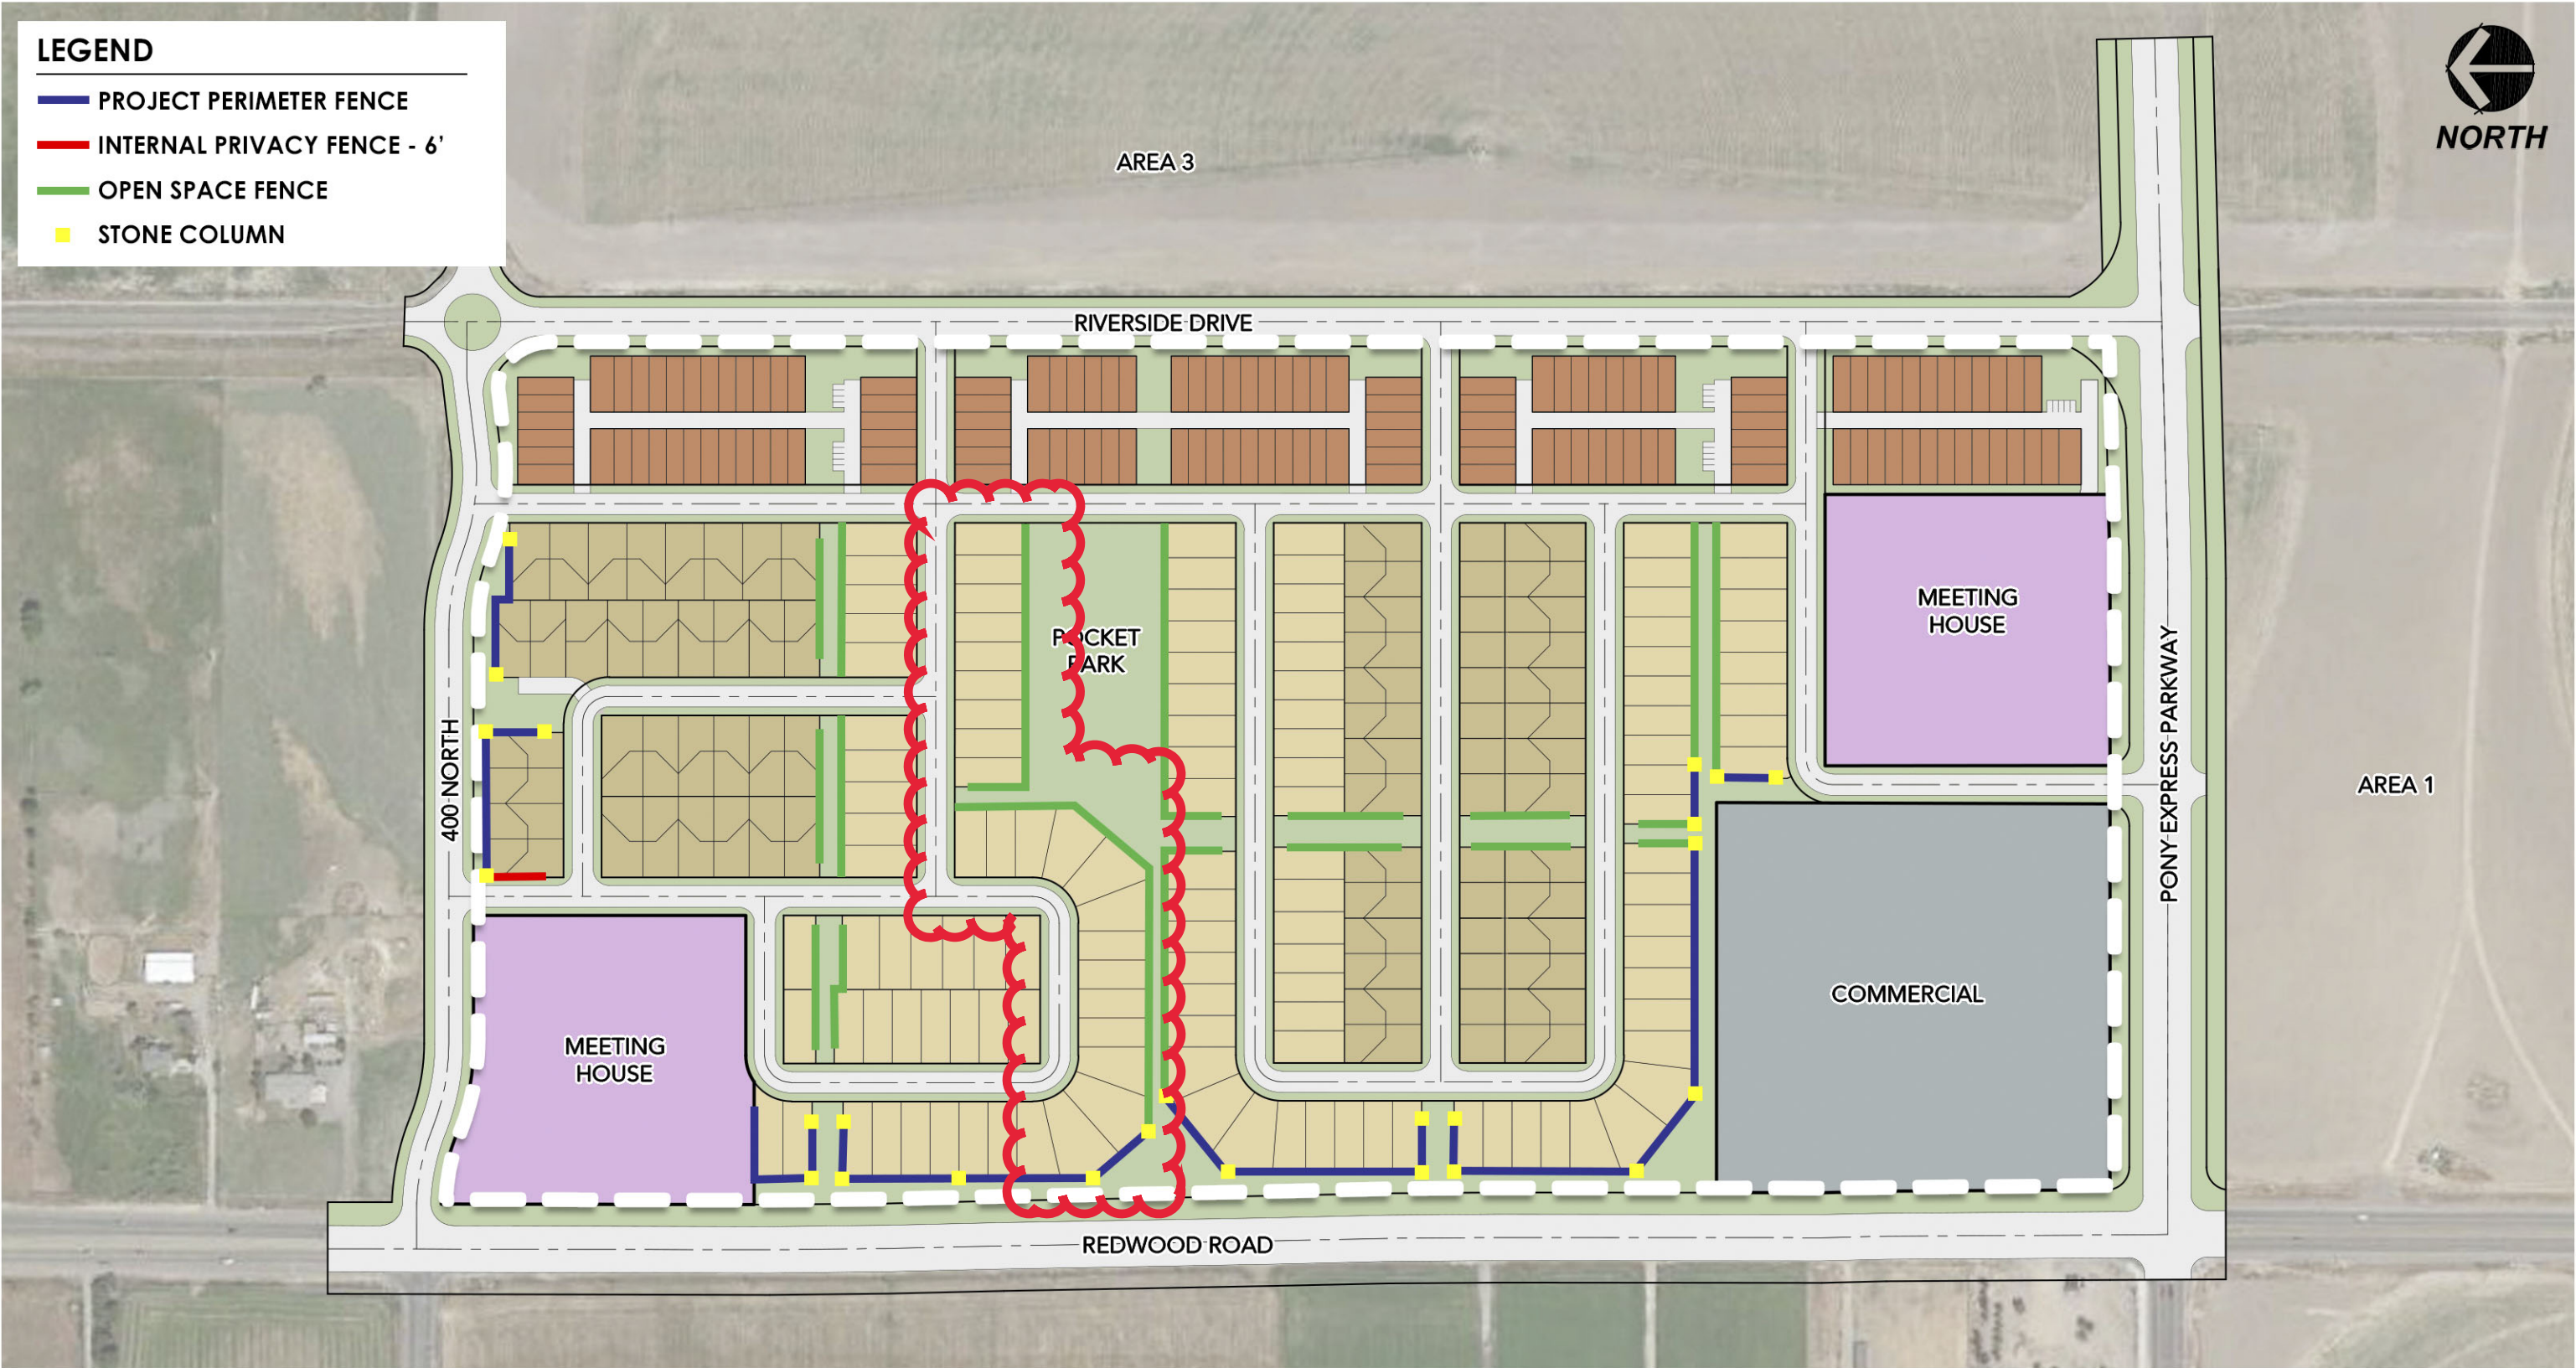 LEGEND
PROJECT PERIMETER FENCE
INTERNAL PRIVACY FENCE - 6’
OPEN SPACE FENCE
STONE COLUMN
NORTH
AREA 3
RIVERSIDE DRIVE
POCKET
PARK
MEETING
HOUSE
400 NORTH
PONY EXPRESS PARKWAY
AREA 1
COMMERCIAL
MEETING
HOUSE
REDWOOD ROAD